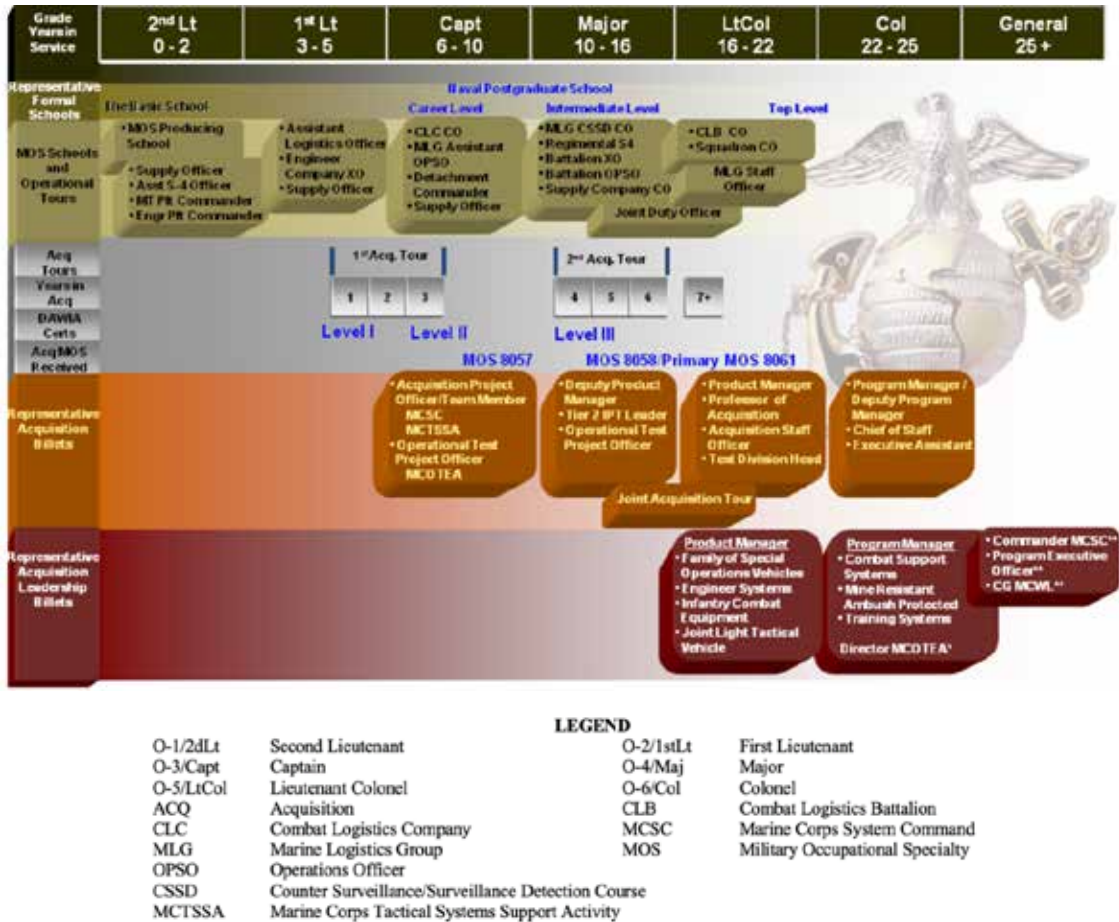 Grade
Years in
Service
2nd Lt
0 - 2
1st Lt
3 - 5
Capt
6 - 10
Major
10 - 16
LtCol
16 - 22
Col
22 - 25
General
25 +
Representative
Formal
Schools
Naval Postgraduate School
The Basic School
Career Level
Intermediate Level
Top Level
MOS Schools
and
Operational
Tours
• MOS Producing
School
• Supply Officer
• Asst S-4 Officer
• MT Plt Commander
• Engr Plt Commander
• Assistant
Logistics Officer
• Engineer
Company XO
• Supply Officer
• CLC CO
• MLG Assistant
OPSO
• Detachment
Commander
• Supply Officer
• MLG CSSD CO
• Regimental S4
• Battalion XO
• Battalion OPSO
• Supply Company CO
• CLB CO
• Squadron CO
MLG Staff
Officer
Joint Duty Officer
Acq
Tours
1st Acq. Tour
2nd Acq. Tour
Years in
Acq
1 2 3
4 5 6
7+
DAWIA
Certs
Level I
Level II
Level III
Acq MOS
Received
MOS 8057
MOS 8058/Primary MOS 8061
Representative
Acquisition
Billets
• Acquisition Project
Officer/Team Member
MCSC
MCTSSA
• Operational Test
Project Officer
MCOTEA
• Deputy Product
Manager
• Tier 2 IPT Leader
• Operational Test
Project Officer
• Product Manager
• Professor of
Acquisition
• Acquisition Staff
Officer
• Test Division Head
• Program Manager /
Deputy Program
Manager
• Chief of Staff
• Executive Assistant
Joint Acquisition Tour
Representative
Acquisition
Leadership
Billets
Product Manager
• Family of Special
Operations Vehicles
• Engineer Systems
• Infantry Combat
Equipment
• Joint Light Tactical
Vehicle
Program Manager
• Combat Support
Systems
• Mine Resistant
Ambush Protected
• Training Systems
Director MCOTEA*
• Commander MCSC**
• Program Executive
Officer**
• CG MCWL**
LEGEND
O-1/2dLt Second Lieutenant
O-2/1stLt First Lieutenant
O-3/Capt Captain
O-4/Maj Major
O-5/LtCol Lieutenant Colonel
O-6/Col Colonel
ACQ Acquisition
CLB Combat Logistics Battalion
CLC Combat Logistics Company
MCSC Marine Corps System Command
MLG Marine Logistics Group
MOS Military Occupational Specialty
OPSO Operations Officer
CSSD Counter Surveillance/Surveillance Detection Course
MCTSSA Marine Corps Tactical Systems Support Activity